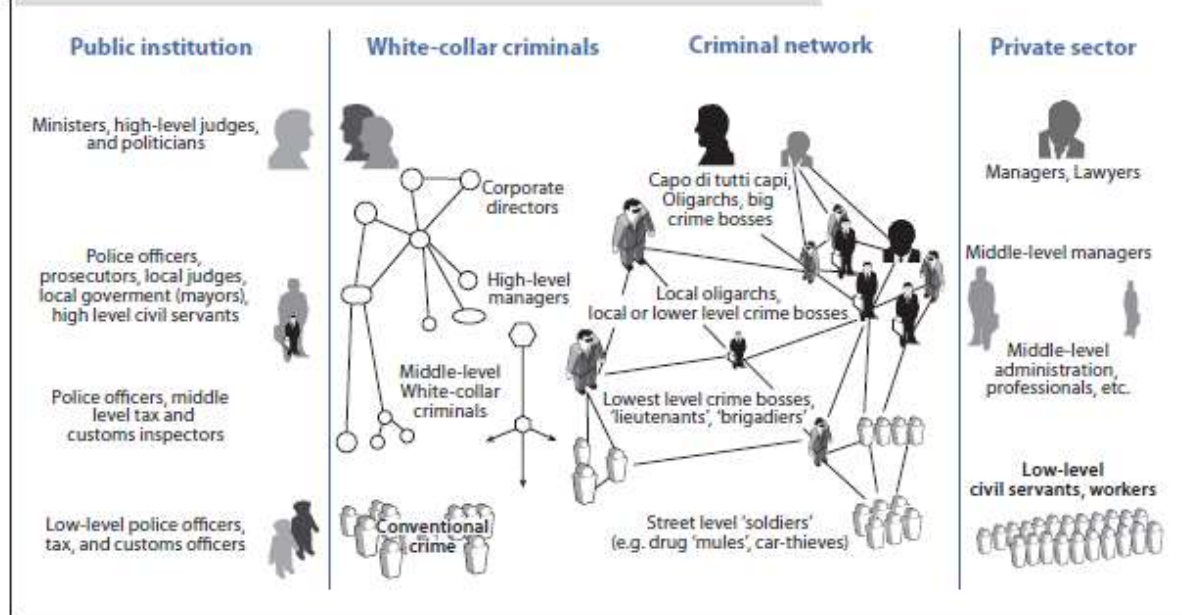 Public institution
White-collar criminals
Criminal network
Private sector
Ministers, high-level judges,
and politicians
Police officers,
prosecutors, local judges,
local goverment (mayors),
high level civil servants
Police officers, middle
level tax and
customs inspectors
Low-level police officers,
tax, and customs officers
Corporate
directors
High-level
managers
Middle-level
White-collar
criminals
Conventional
crime
Capo di tutti capi,
Oligarchs, big
crime bosses
Local oligarchs,
local or lower level crime bosses
Lowest level crime bosses,
'lieutenants', 'brigadiers'
Street level 'soldiers'
(e.g. drug 'mules', car-thieves)
Managers, Lawyers
Middle-level managers
Middle-level
administration,
professionals, etc.
Low-level
civil servants, workers